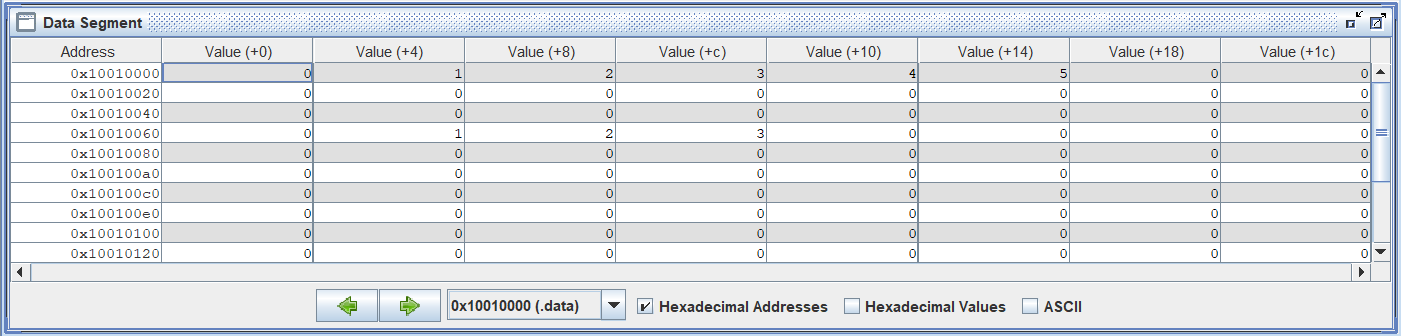 Data Segment
Address Value (+0) Value (+4) Value (+8) Value (+c) Value (+10) Value (+14) Value (+18) Value (+1c)
0x10010000 0 1 2 3 4 5 0 0
0x10010020 0 0 0 0 0 0 0 0
0x10010040 0 0 0 0 0 0 0 0
0x10010060 0 1 2 3 0 0 0 0
0x10010080 0 0 0 0 0 0 0 0
0x100100a0 0 0 0 0 0 0 0 0
0x100100c0 0 0 0 0 0 0 0 0
0x100100e0 0 0 0 0 0 0 0 0
0x10010100 0 0 0 0 0 0 0 0
0x10010120 0 0 0 0 0 0 0 0
0x10010000 (.data) Hexadecimal Addresses Hexadecimal Values ASCII